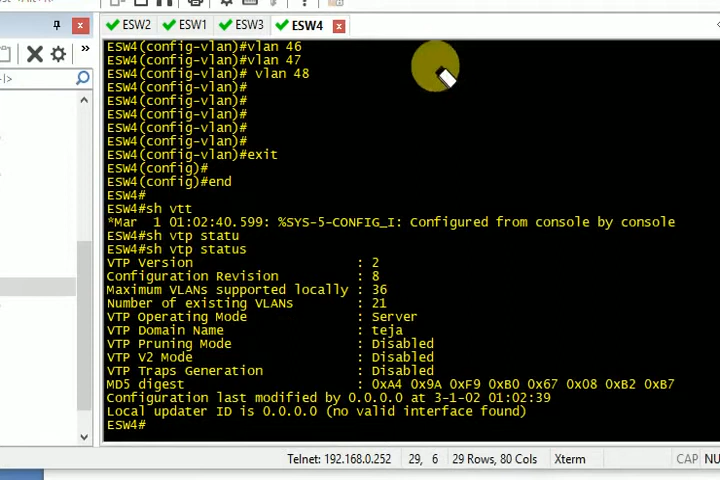 ESW2 ESW1 ESW3 ESW4
ESW4(config-vlan)#vlan 46
ESW4(config-vlan)#vlan 47
ESW4(config-vlan)# vlan 48
ESW4(config-vlan)#
ESW4(config-vlan)#
ESW4(config-vlan)#
ESW4(config-vlan)#
ESW4(config-vlan)#
ESW4(config-vlan)#exit
ESW4(config)#
ESW4(config)#end
ESW4#
ESW4#sh vtt
*Mar  1 01:02:40.599: %SYS-5-CONFIG_I: Configured from console by console
ESW4#sh vtp statu
ESW4#sh vtp status
VTP Version : 2
Configuration Revision : 8
Maximum VLANs supported locally : 36
Number of existing VLANs : 21
VTP Operating Mode : Server
VTP Domain Name : teja
VTP Pruning Mode : Disabled
VTP V2 Mode : Disabled
VTP Traps Generation : Disabled
MD5 digest : 0xA4 0x9A 0xF9 0xB0 0x67 0x08 0xB2 0xB7
Configuration last modified by 0.0.0.0 at 3-1-02 01:02:39
Local updater ID is 0.0.0.0 (no valid interface found)
ESW4#
Telnet: 192.168.0.252 29, 6 29 Rows, 80 Cols Xterm CAP